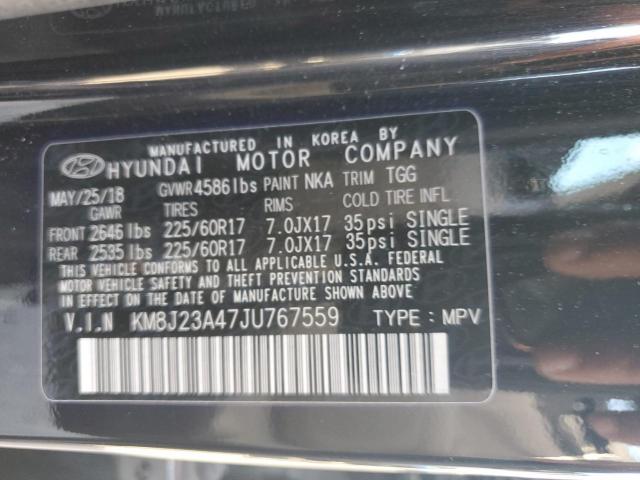 MANUFACTURED IN KOREA BY
HYUNDAI MOTOR COMPANY
MAY/25/18 GVWR 4586lbs PAINT NKA TRIM TGG
GAWR TIRES RIMS COLD TIRE INFL
FRONT 2646 lbs 225/60R17 7.0JX17 35psi SINGLE
REAR 2535 lbs 225/60R17 7.0JX17 35psi SINGLE
THIS VEHICLE CONFORMS TO ALL APPLICABLE U.S.A. FEDERAL
MOTOR VEHICLE SAFETY AND THEFT PREVENTION STANDARDS
IN EFFECT ON THE DATE OF MANUFACTURE SHOWN ABOVE.
V.I.N KM8J23A47JU767559 TYPE: MPV